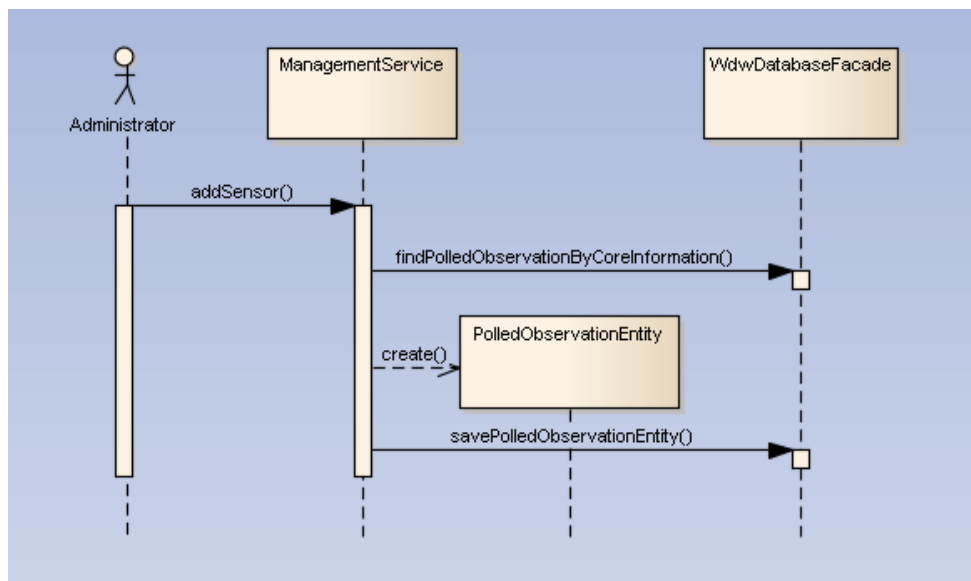 ManagementService
WdwDatabaseFacade
Administrator
addSensor()
findPolledObservationByCoreInformation()
PolledObservationEntity
create()
savePolledObservationEntity()